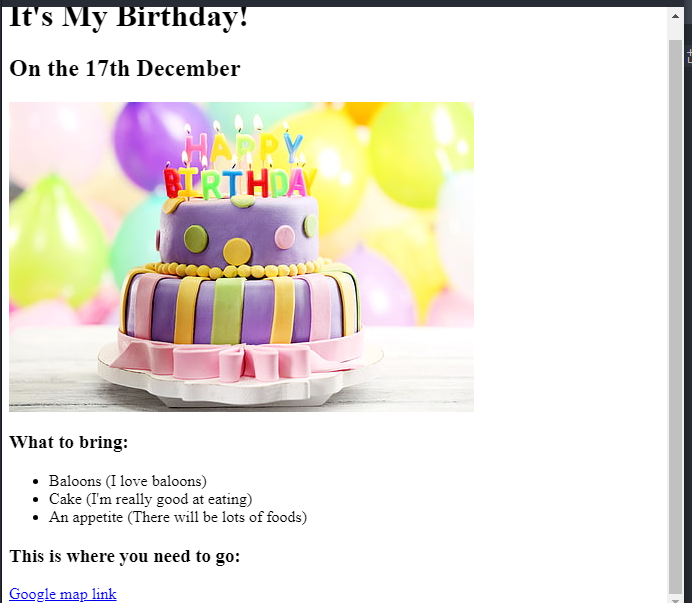 It's My Birthday!
On the 17th December
HAPPY
BIRTHDAY
What to bring:
Baloons (I love baloons)
Cake (I'm really good at eating)
An appetite (There will be lots of foods)
This is where you need to go:
Google map link